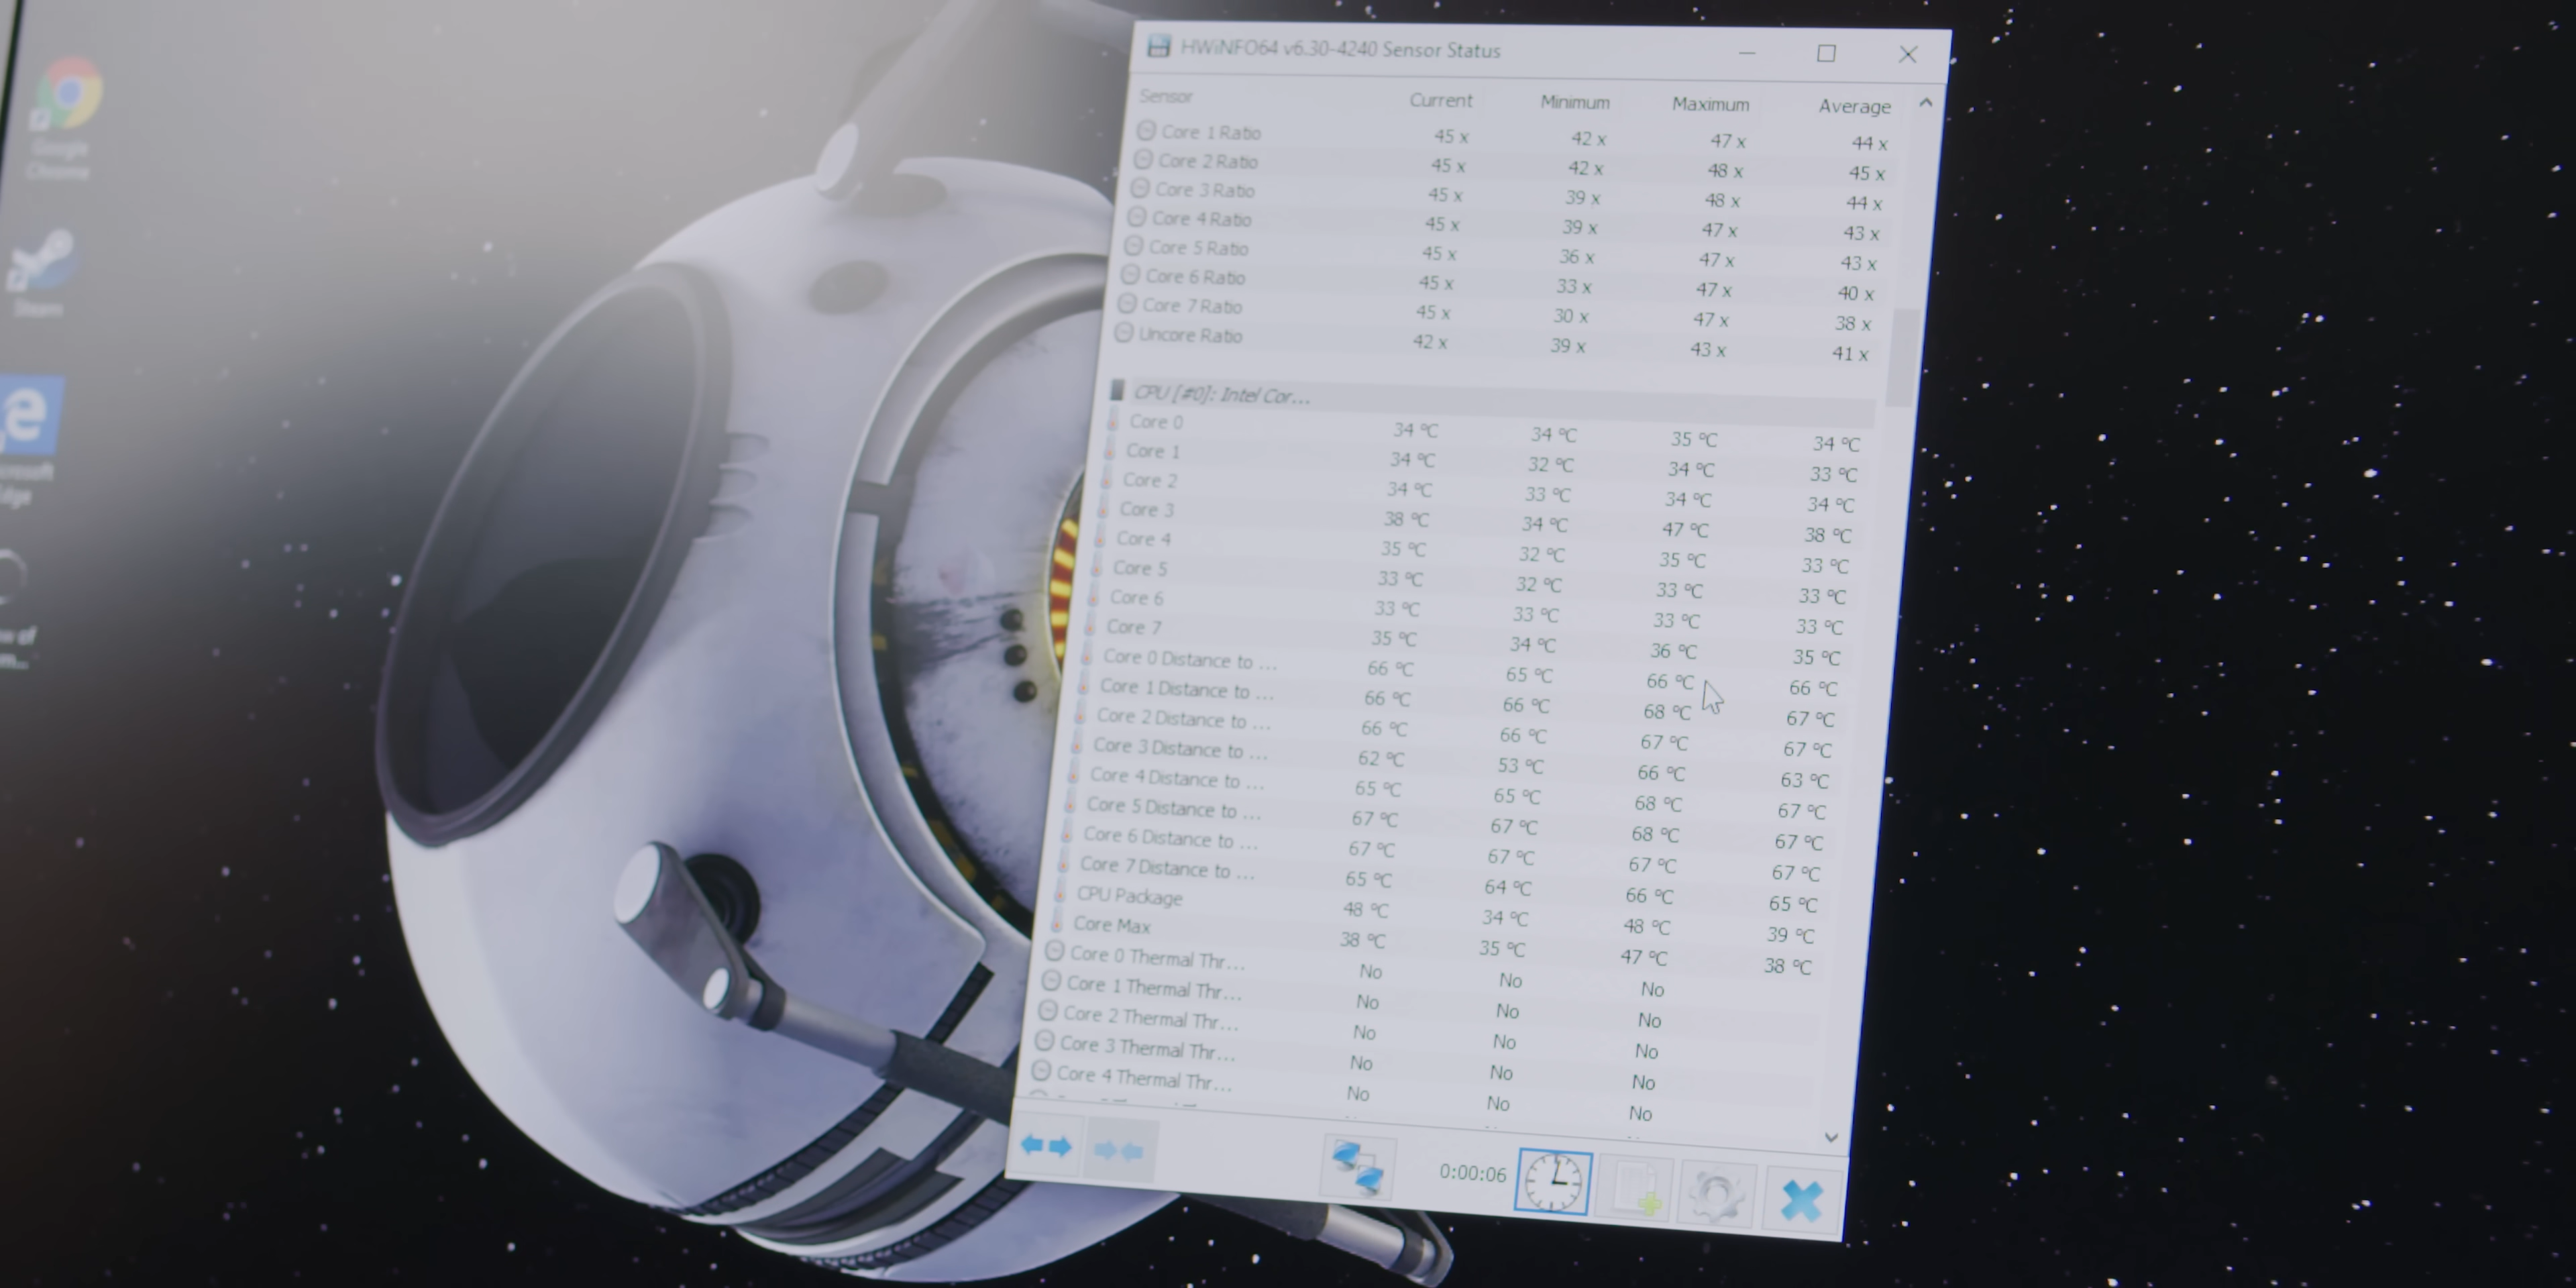 Google
Chrome
Steam
Edge
HWiNFO64 v6.30-4240 Sensor Status
Sensor Current Minimum Maximum Average
Core 1 Ratio 45 x 42 x 47 x 44 x
Core 2 Ratio 45 x 42 x 48 x 45 x
Core 3 Ratio 45 x 39 x 48 x 44 x
Core 4 Ratio 45 x 39 x 47 x 43 x
Core 5 Ratio 45 x 36 x 47 x 43 x
Core 6 Ratio 45 x 33 x 47 x 40 x
Core 7 Ratio 45 x 30 x 47 x 38 x
Uncore Ratio 42 x 39 x 43 x 41 x
CPU [#0]: Intel Cor...
Core 0 34 °C 34 °C 35 °C 34 °C
Core 1 34 °C 32 °C 34 °C 33 °C
Core 2 34 °C 33 °C 34 °C 34 °C
Core 3 38 °C 34 °C 47 °C 38 °C
Core 4 35 °C 32 °C 35 °C 33 °C
Core 5 33 °C 32 °C 33 °C 33 °C
Core 6 33 °C 33 °C 33 °C 33 °C
Core 7 35 °C 34 °C 36 °C 35 °C
Core 0 Distance to ... 66 °C 65 °C 66 °C 66 °C
Core 1 Distance to ... 66 °C 66 °C 68 °C 67 °C
Core 2 Distance to ... 66 °C 66 °C 67 °C 67 °C
Core 3 Distance to ... 62 °C 53 °C 66 °C 63 °C
Core 4 Distance to ... 65 °C 65 °C 68 °C 67 °C
Core 5 Distance to ... 67 °C 67 °C 68 °C 67 °C
Core 6 Distance to ... 67 °C 67 °C 67 °C 67 °C
Core 7 Distance to ... 65 °C 64 °C 66 °C 65 °C
CPU Package 48 °C 34 °C 48 °C 39 °C
Core Max 38 °C 35 °C 47 °C 38 °C
Core 0 Thermal Thr... No No No
Core 1 Thermal Thr... No No No
Core 2 Thermal Thr... No No No
Core 3 Thermal Thr... No No No
Core 4 Thermal Thr... No No No
0:00:06